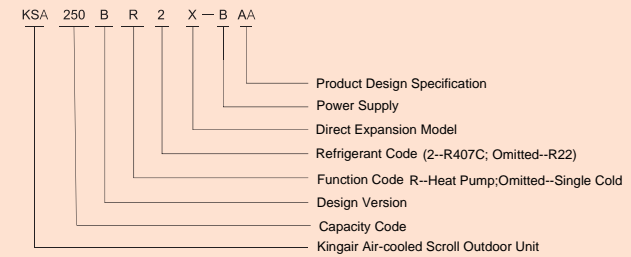 KSA 250 B R 2 X — B AA
Product Design Specification
Power Supply
Direct Expansion Model
Refrigerant Code (2--R407C; Omitted--R22)
Function Code R--Heat Pump;Omitted--Single Cold
Design Version
Capacity Code
Kingair Air-cooled Scroll Outdoor Unit